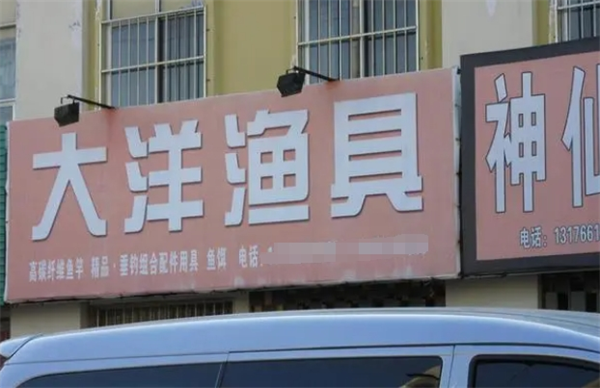 大洋渔具
高碳纤维鱼竿 精品·垂钓组合配件用具 鱼饵 电话:
神仙
电话:1317661